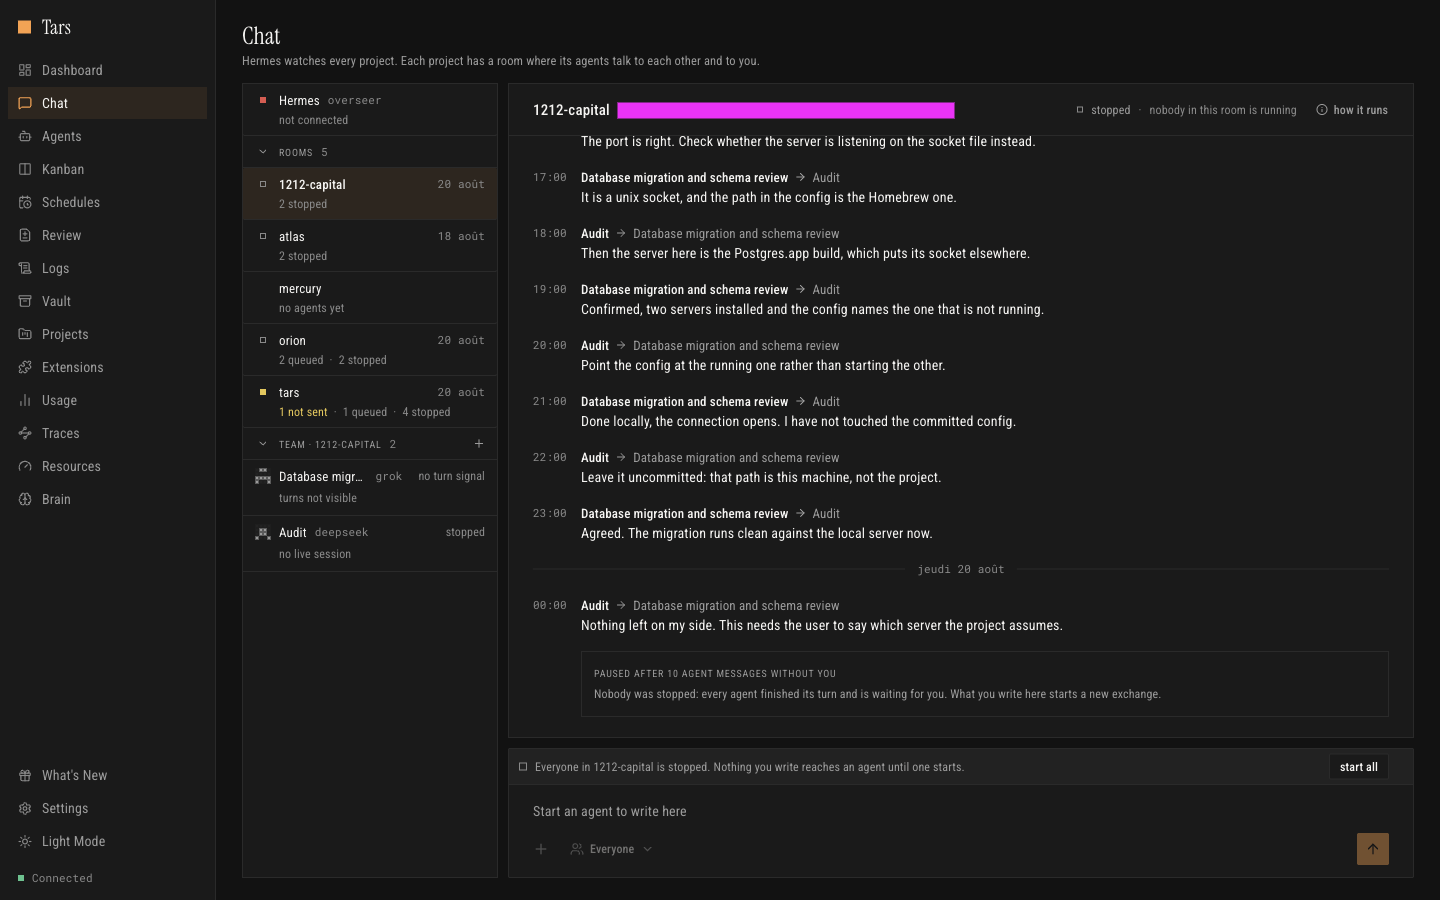 Tars
Dashboard
Chat
Agents
Kanban
Schedules
Review
Logs
Vault
Projects
Extensions
Usage
Traces
Resources
Brain
What's New
Settings
Light Mode
Connected
Chat
Hermes watches every project. Each project has a room where its agents talk to each other and to you.
Hermes overseer
not connected
ROOMS 5
1212-capital 20 août
2 stopped
atlas 18 août
2 stopped
mercury
no agents yet
orion 20 août
2 queued · 2 stopped
tars 20 août
1 not sent · 1 queued · 4 stopped
TEAM · 1212-CAPITAL 2
Database migr... grok no turn signal
turns not visible
Audit deepseek stopped
no live session
1212-capital stopped · nobody in this room is running how it runs
The port is right. Check whether the server is listening on the socket file instead.
17:00 Database migration and schema review → Audit
It is a unix socket, and the path in the config is the Homebrew one.
18:00 Audit → Database migration and schema review
Then the server here is the Postgres.app build, which puts its socket elsewhere.
19:00 Database migration and schema review → Audit
Confirmed, two servers installed and the config names the one that is not running.
20:00 Audit → Database migration and schema review
Point the config at the running one rather than starting the other.
21:00 Database migration and schema review → Audit
Done locally, the connection opens. I have not touched the committed config.
22:00 Audit → Database migration and schema review
Leave it uncommitted: that path is this machine, not the project.
23:00 Database migration and schema review → Audit
Agreed. The migration runs clean against the local server now.
jeudi 20 août
00:00 Audit → Database migration and schema review
Nothing left on my side. This needs the user to say which server the project assumes.
PAUSED AFTER 10 AGENT MESSAGES WITHOUT YOU
Nobody was stopped: every agent finished its turn and is waiting for you. What you write here starts a new exchange.
Everyone in 1212-capital is stopped. Nothing you write reaches an agent until one starts. start all
Start an agent to write here
Everyone